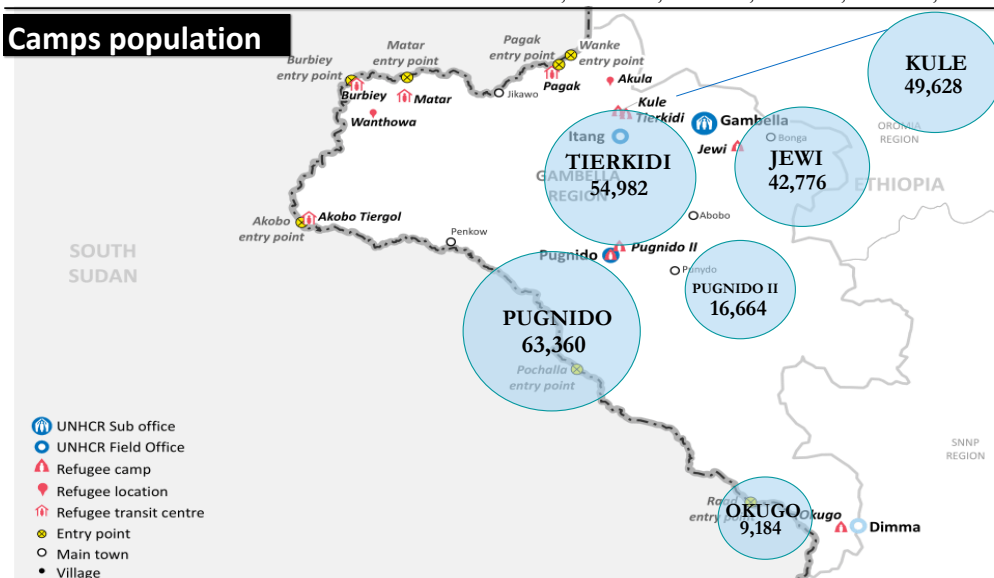 Camps population
Pagak
entry point
Wanke
entry point
Matar
entry point
Burbiey
entry point
KULE
49,628
Akula
Pagak
Burbiey
Matar
Jikawo
Wanthowa
Kule
Tierkidi
Gambella
Itang
Bonga
OROMIA
REGION
Jewi
TIERKIDI
54,982
GAMBELLA
REGION
JEWI
42,776
ETHIOPIA
Akobo Tiergol
Akobo
entry point
Abobo
Penkow
SOUTH
SUDAN
Pugnido II
Pugnido
Punydo
PUGNIDO II
16,664
PUGNIDO
63,360
Pochalla
entry point
UNHCR Sub office
UNHCR Field Office
Refugee camp
Refugee location
Refugee transit centre
Entry point
Main town
Village
SNNP
REGION
Raad
entry point
OKUGO
9,184
Okugo
Dimma